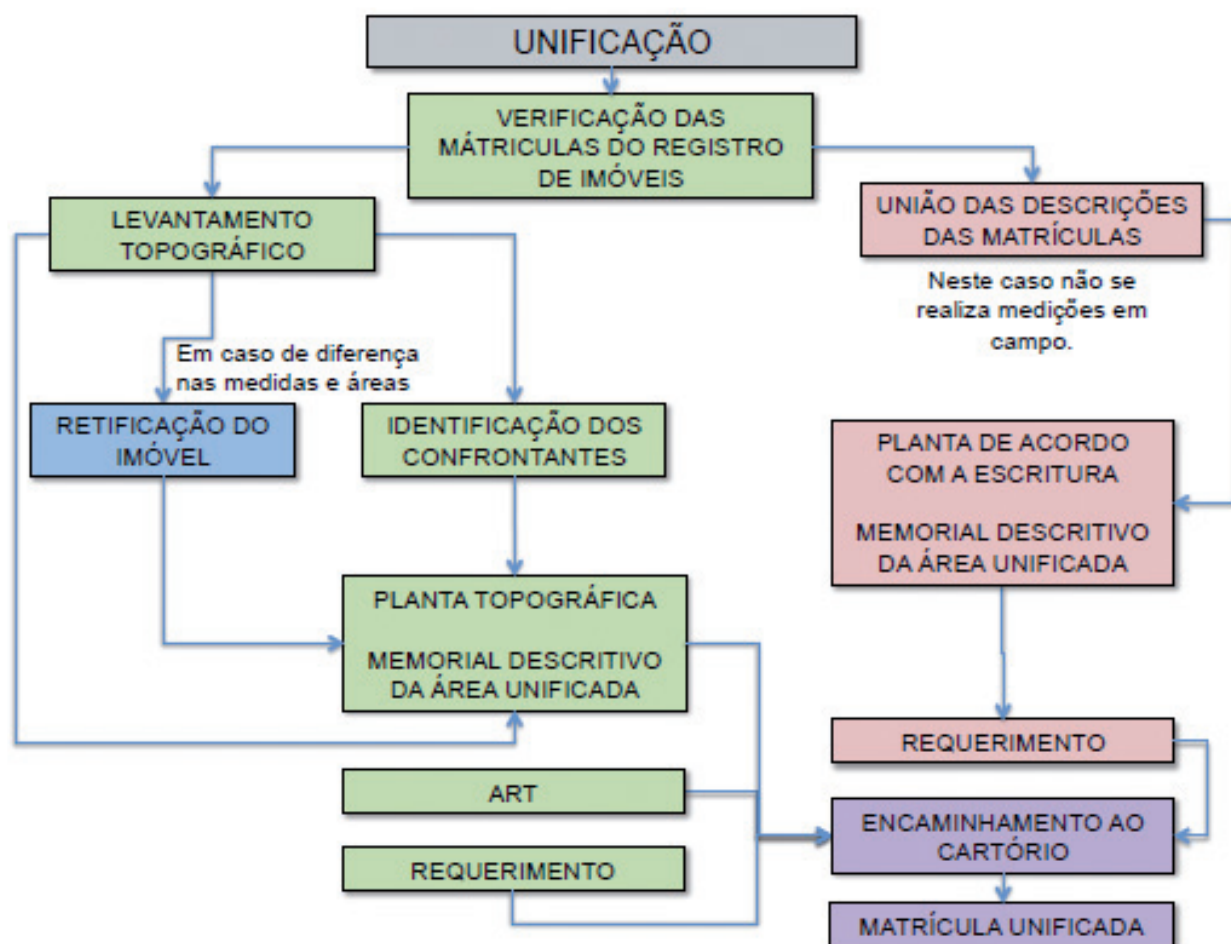 UNIFICAÇÃO
VERIFICAÇÃO DAS
MÁTRICULAS DO REGISTRO
DE IMÓVEIS
LEVANTAMENTO
TOPOGRÁFICO
UNIÃO DAS DESCRIÇÕES
DAS MATRÍCULAS
Neste caso não se
realiza medições em
campo.
Em caso de diferença
nas medidas e áreas
RETIFICAÇÃO DO
IMÓVEL
IDENTIFICAÇÃO DOS
CONFRONTANTES
PLANTA DE ACORDO
COM A ESCRITURA
MEMORIAL DESCRITIVO
DA ÁREA UNIFICADA
PLANTA TOPOGRÁFICA
MEMORIAL DESCRITIVO
DA ÁREA UNIFICADA
REQUERIMENTO
ART
ENCAMINHAMENTO AO
CARTÓRIO
REQUERIMENTO
MATRÍCULA UNIFICADA